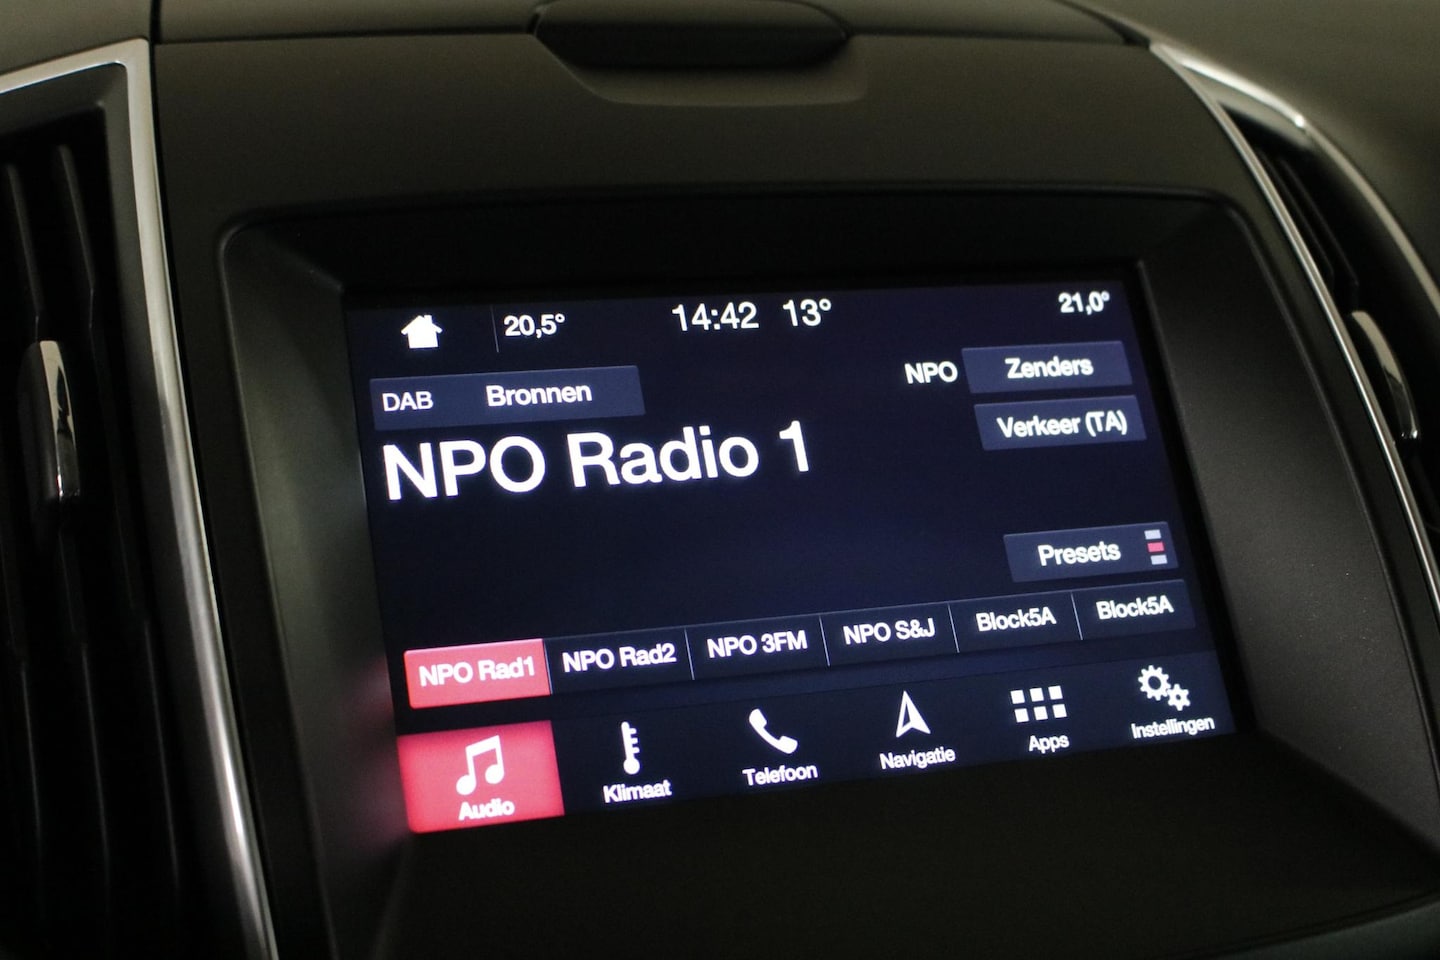 20,5° 14:42 13° 21,0°
DAB Bronnen
NPO Zenders
Verkeer (TA)
NPO Radio 1
Presets
NPO Rad1 NPO Rad2 NPO 3FM NPO S&J Block5A Block5A
Audio Klimaat Telefoon Navigatie Apps Instellingen